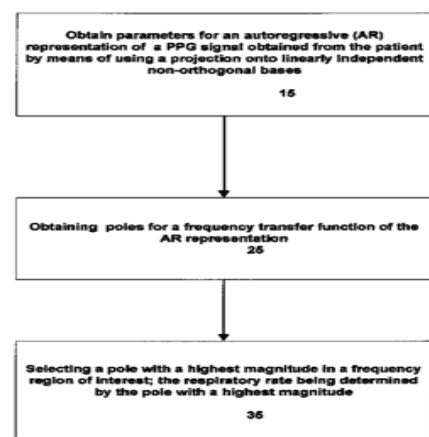 Obtain parameters for an autoregressive (AR)
representation of a PPG signal obtained from the patient
by means of using a projection onto linearly independent
non-orthogonal bases
15
Obtaining poles for a frequency transfer function of the
AR representation
25
Selecting a pole with a highest magnitude in a frequency
region of interest; the respiratory rate being determined
by the pole with a highest magnitude
35